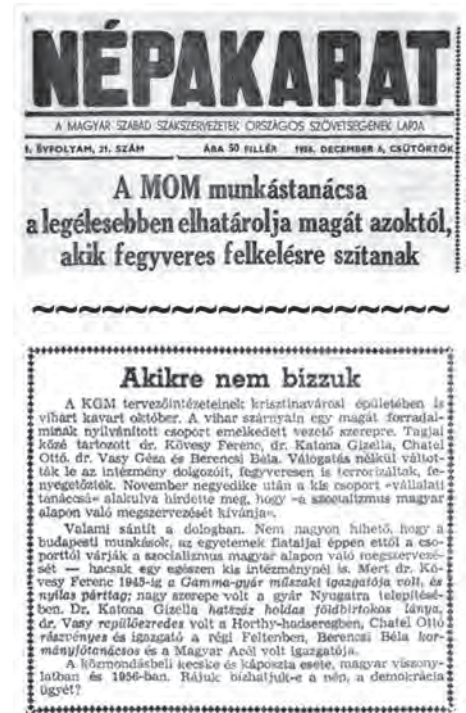 NÉPAKARAT
A MAGYAR SZABAD SZAKSZERVEZETEK ORSZÁGOS SZÖVETSÉGÉNEK LAPJA
I. ÉVFOLYAM, 31. SZÁM ÁRA 50 FILLÉR 1956. DECEMBER 6, CSÜTÖRTÖK
A MOM munkástanácsa
a legélesebben elhatárolja magát azoktól,
akik fegyveres felkelésre szítanak
Akikre nem bízzuk
A KGM tervezőintézeteinek krisztinavárosi épületében is
vihart kavart október. A vihar szárnyain egy magát forradal-
minak nyilvánított csoport emelkedett vezető szerepre. Tagjai
közé tartozott dr. Kövesy Ferenc, dr. Katona Gizella, Chatel
Ottó, dr. Vasy Géza és Berencsi Béla. Válogatás nélkül váltot-
ták le az intézmény dolgozóit, fegyveresen is terrorizáltak, fe-
nyegetőztek. November negyedike után a kis csoport »vállalati
tanáccsá« alakulva hirdette meg, hogy »a szocializmus magyar
alapon való megszervezését kívánja«.
Valami sántít a dologban. Nem nagyon hihető, hogy a
budapesti munkások, az egyetemek fiataljai éppen ettől a cso-
porttól várják a szocializmus magyar alapon való megszervezé-
sét — hacsak egy egészen kis intézménynél is. Mert dr. Kö-
vesy Ferenc 1945-ig a Gamma-gyár műszaki igazgatója volt, és
nyilas párttag; nagy szerepe volt a gyár Nyugatra telepítésé-
ben. Dr. Katona Gizella hatszáz holdas földbirtokos lánya,
dr. Vasy repülőezredes volt a Horthy-hadseregben, Chatel Ottó
részvényes és igazgató a régi Feltenben, Berencsi Béla kor-
mányfőtanácsos és a Magyar Acél volt igazgatója.
A közmondásbeli kecske és káposzta esete, magyar viszony-
latban és 1956-ban. Rájuk bízhatjuk-e a nép, a demokrácia
ügyét?